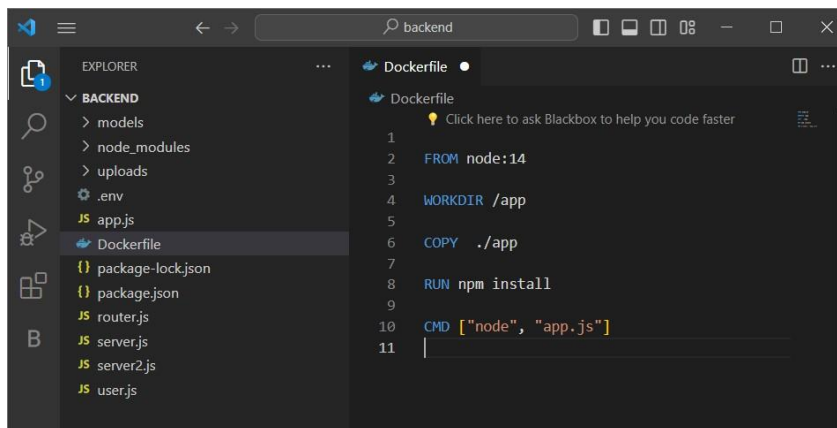 backend
EXPLORER
BACKEND
models
node_modules
uploads
.env
JS app.js
Dockerfile
{} package-lock.json
{} package.json
JS router.js
JS server.js
JS server2.js
JS user.js
1
B
Dockerfile
Dockerfile
Click here to ask Blackbox to help you code faster
1
2 FROM node:14
3
4 WORKDIR /app
5
6 COPY  ./app
7
8 RUN npm install
9
10 CMD ["node", "app.js"]
11